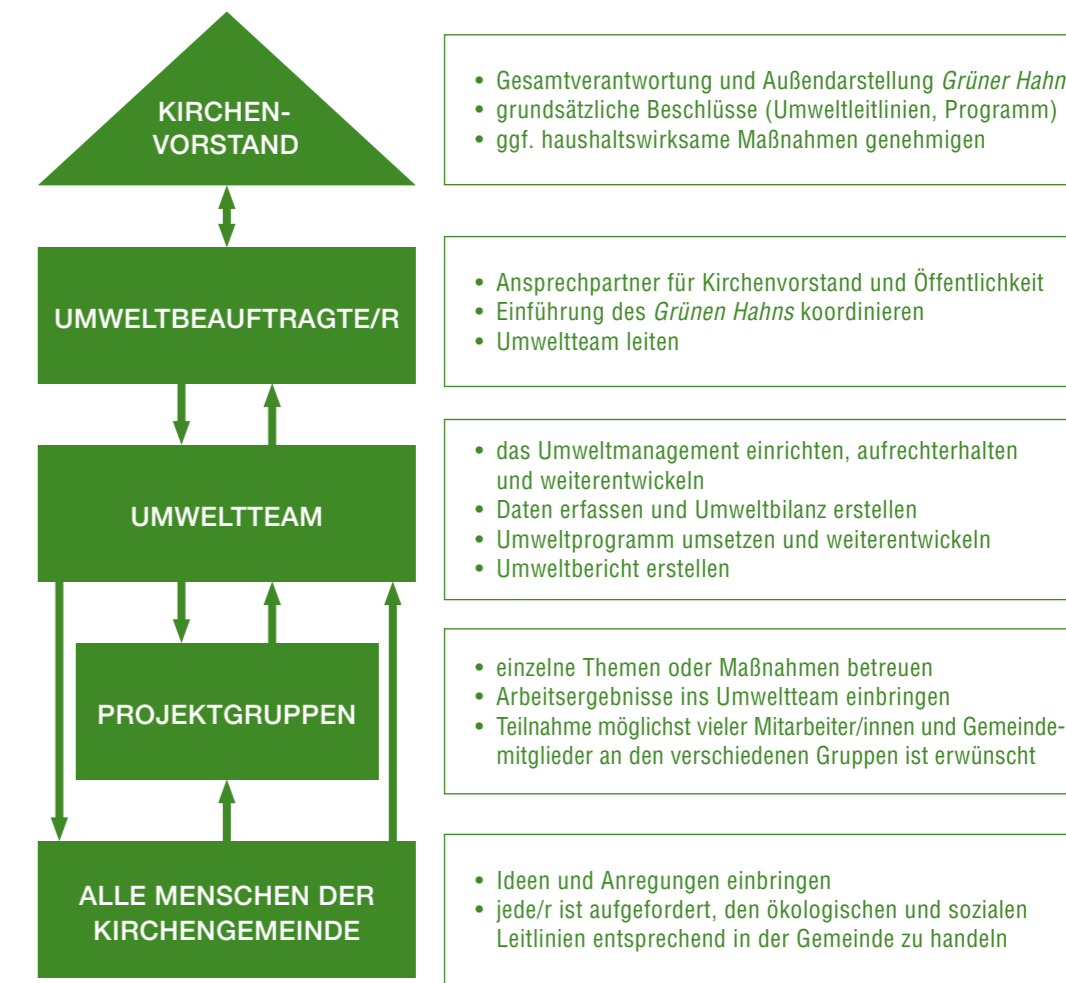 KIRCHEN-
VORSTAND
• Gesamtverantwortung und Außendarstellung Grüner Hahn
• grundsätzliche Beschlüsse (Umweltleitlinien, Programm)
• ggf. haushaltswirksame Maßnahmen genehmigen
UMWELTBEAUFTRAGTE/R
• Ansprechpartner für Kirchenvorstand und Öffentlichkeit
• Einführung des Grünen Hahns koordinieren
• Umweltteam leiten
UMWELTTEAM
• das Umweltmanagement einrichten, aufrechterhalten
und weiterentwickeln
• Daten erfassen und Umweltbilanz erstellen
• Umweltprogramm umsetzen und weiterentwickeln
• Umweltbericht erstellen
PROJEKTGRUPPEN
• einzelne Themen oder Maßnahmen betreuen
• Arbeitsergebnisse ins Umweltteam einbringen
• Teilnahme möglichst vieler Mitarbeiter/innen und Gemeinde-
mitglieder an den verschiedenen Gruppen ist erwünscht
ALLE MENSCHEN DER
KIRCHENGEMEINDE
• Ideen und Anregungen einbringen
• jede/r ist aufgefordert, den ökologischen und sozialen
Leitlinien entsprechend in der Gemeinde zu handeln